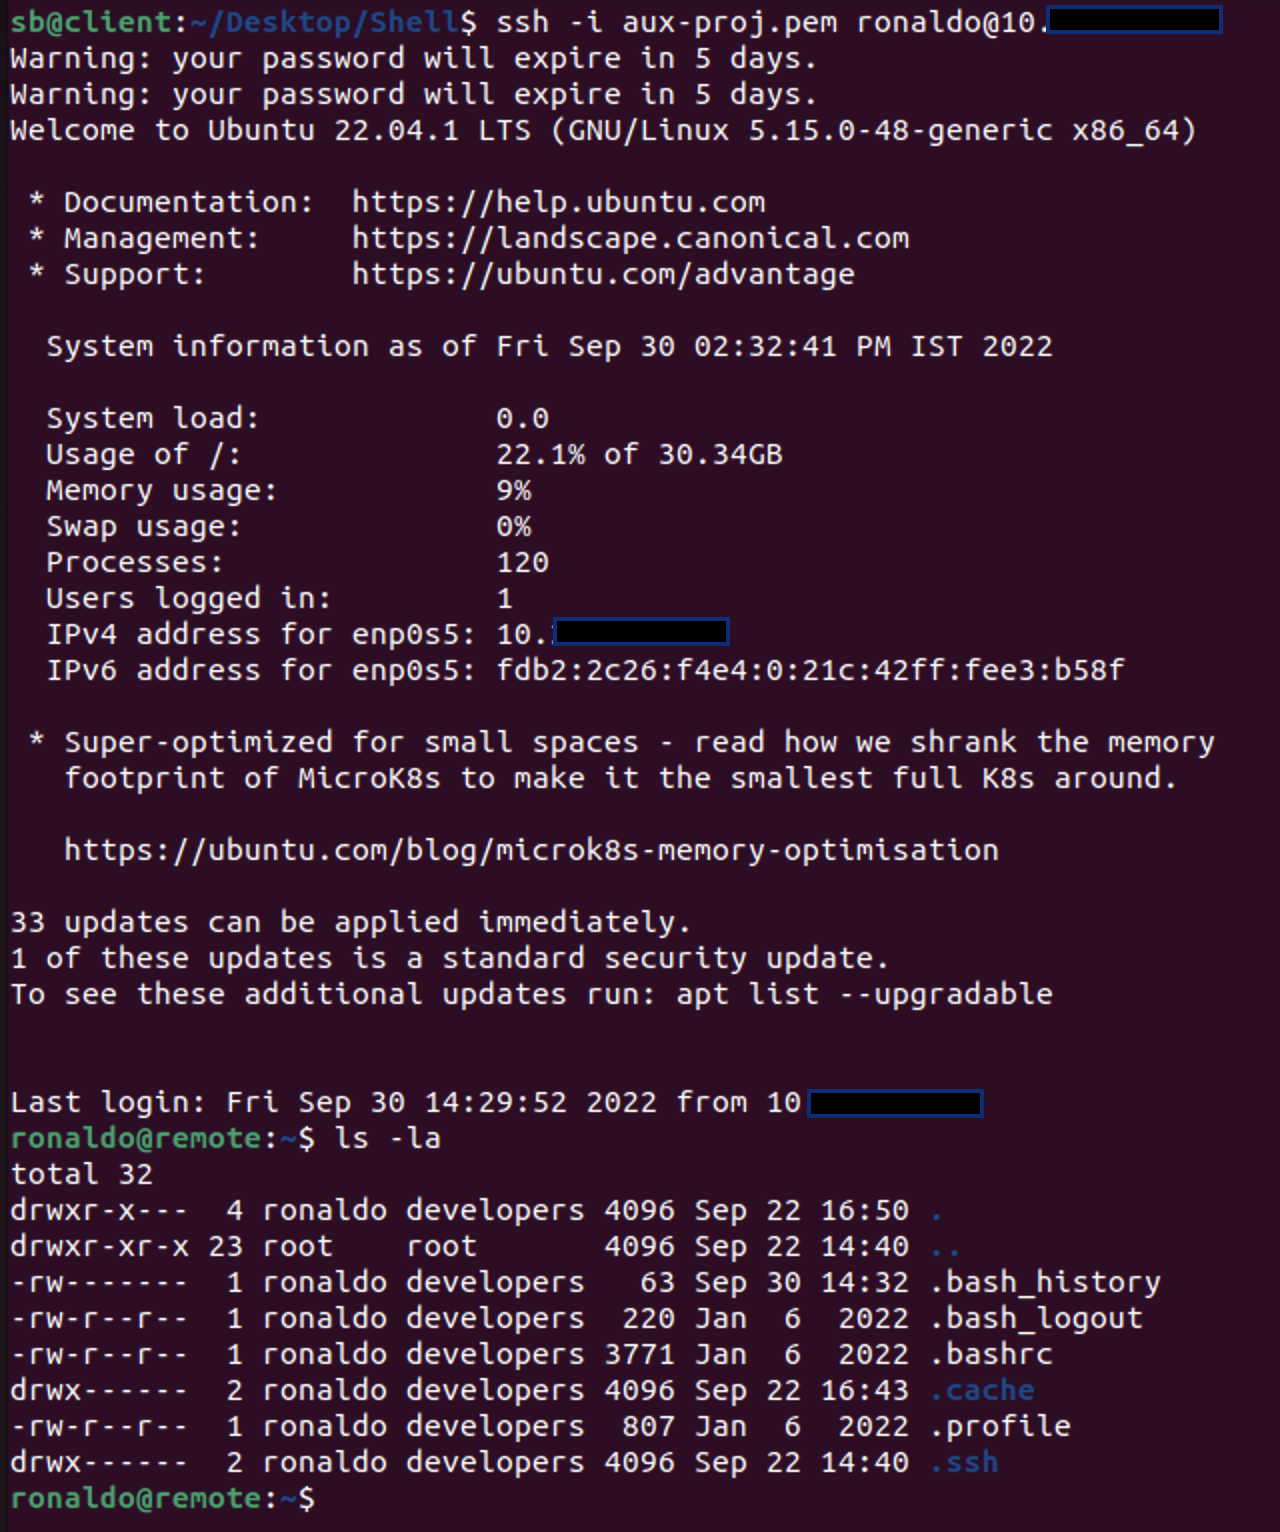 sb@client:~/Desktop/Shell$ ssh -i aux-proj.pem ronaldo@10.
Warning: your password will expire in 5 days.
Warning: your password will expire in 5 days.
Welcome to Ubuntu 22.04.1 LTS (GNU/Linux 5.15.0-48-generic x86_64)
* Documentation:  https://help.ubuntu.com
* Management:     https://landscape.canonical.com
* Support:        https://ubuntu.com/advantage
System information as of Fri Sep 30 02:32:41 PM IST 2022
System load:             0.0
Usage of /:              22.1% of 30.34GB
Memory usage:            9%
Swap usage:              0%
Processes:               120
Users logged in:         1
IPv4 address for enp0s5: 10.
IPv6 address for enp0s5: fdb2:2c26:f4e4:0:21c:42ff:fee3:b58f
* Super-optimized for small spaces - read how we shrank the memory
footprint of MicroK8s to make it the smallest full K8s around.
https://ubuntu.com/blog/microk8s-memory-optimisation
33 updates can be applied immediately.
1 of these updates is a standard security update.
To see these additional updates run: apt list --upgradable
Last login: Fri Sep 30 14:29:52 2022 from 10
ronaldo@remote:~$ ls -la
total 32
drwxr-x---  4 ronaldo developers 4096 Sep 22 16:50 .
drwxr-xr-x 23 root    root       4096 Sep 22 14:40 ..
-rw-------  1 ronaldo developers   63 Sep 30 14:32 .bash_history
-rw-r--r--  1 ronaldo developers  220 Jan  6  2022 .bash_logout
-rw-r--r--  1 ronaldo developers 3771 Jan  6  2022 .bashrc
drwx------  2 ronaldo developers 4096 Sep 22 16:43 .cache
-rw-r--r--  1 ronaldo developers  807 Jan  6  2022 .profile
drwx------  2 ronaldo developers 4096 Sep 22 14:40 .ssh
ronaldo@remote:~$